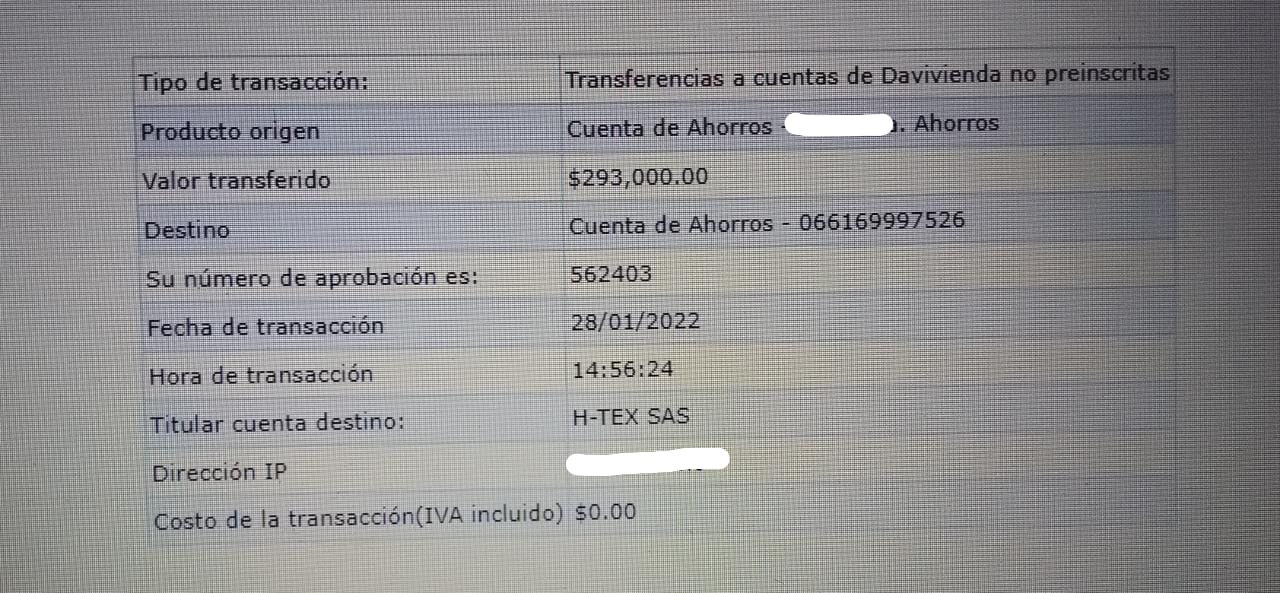 Tipo de transacción: Transferencias a cuentas de Davivienda no preinscritas
Producto origen Cuenta de Ahorros - . Ahorros
Valor transferido $293,000.00
Destino Cuenta de Ahorros - 066169997526
Su número de aprobación es: 562403
Fecha de transacción 28/01/2022
Hora de transacción 14:56:24
Titular cuenta destino: H-TEX SAS
Dirección IP
Costo de la transacción(IVA incluido) $0.00